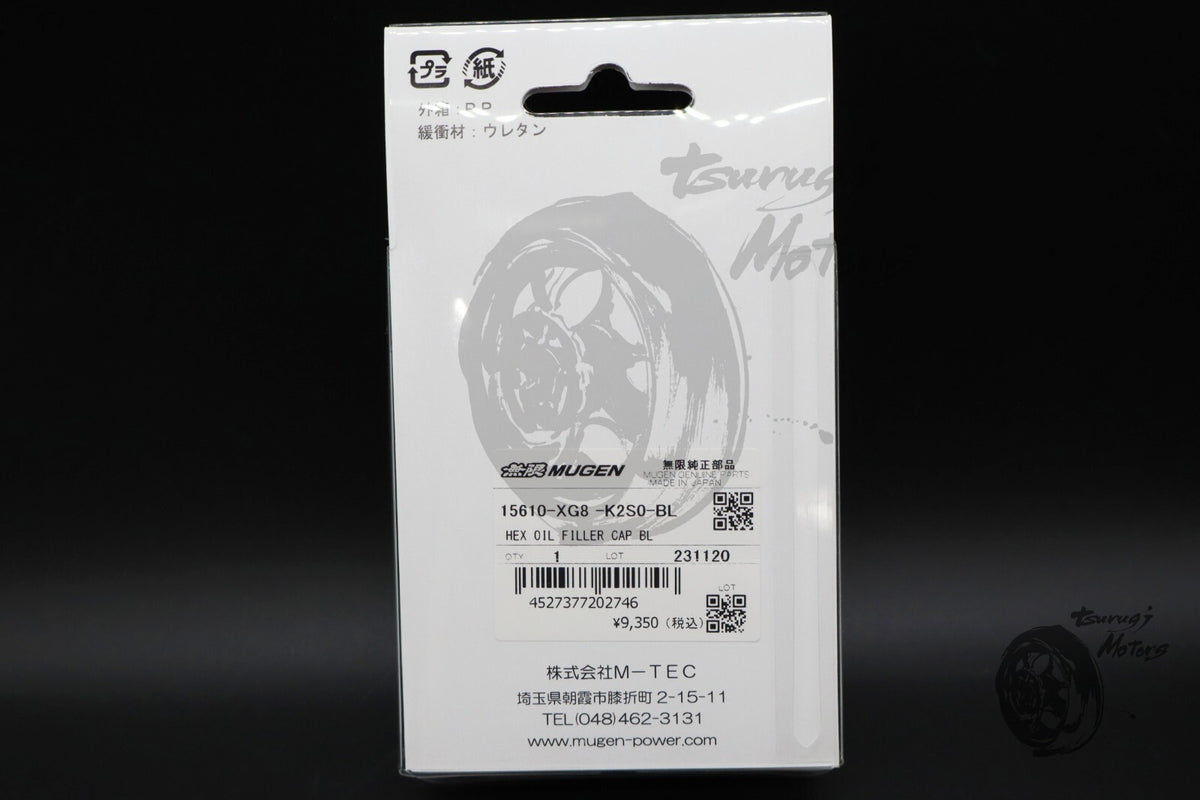 プラ 紙
外箱：PP
緩衝材：ウレタン
tsurugi
Motors
無限 MUGEN 無限純正部品
MUGEN GENUINE PARTS
MADE IN JAPAN
15610-XG8 -K2S0-BL
HEX OIL FILLER CAP BL
QTY 1 LOT 231120
LOT
4527377202746
¥9,350（税込）
株式会社M－TEC
埼玉県朝霞市膝折町 2-15-11
TEL(048)462-3131
www.mugen-power.com
tsurugi
Motors